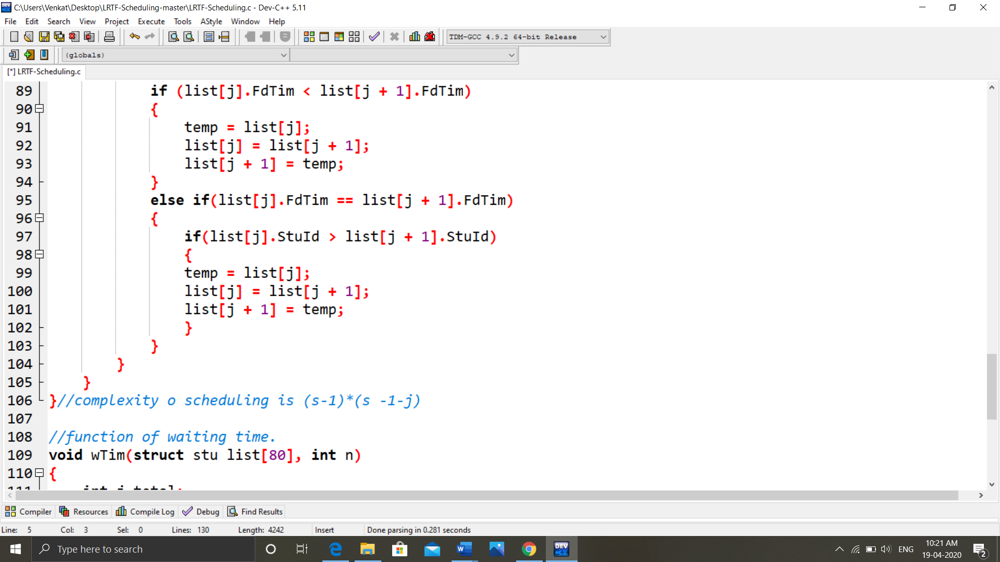 C:\Users\Venkat\Desktop\LRTF-Scheduling-master\LRTF-Scheduling.c - Dev-C++ 5.11
File Edit Search View Project Execute Tools AStyle Window Help
TDM-GCC 4.9.2 64-bit Release
(globals)
[*] LRTF-Scheduling.c
89 if (list[j].FdTim < list[j + 1].FdTim)
90 {
91 temp = list[j];
92 list[j] = list[j + 1];
93 list[j + 1] = temp;
94 }
95 else if(list[j].FdTim == list[j + 1].FdTim)
96 {
97 if(list[j].StuId > list[j + 1].StuId)
98 {
99 temp = list[j];
100 list[j] = list[j + 1];
101 list[j + 1] = temp;
102 }
103 }
104 }
105 }
106 }//complexity o scheduling is (s-1)*(s -1-j)
107
108 //function of waiting time.
109 void wTim(struct stu list[80], int n)
110 {
Compiler Resources Compile Log Debug Find Results
Line: 5 Col: 3 Sel: 0 Lines: 130 Length: 4242 Insert Done parsing in 0.281 seconds
Type here to search
DEV
ENG
10:21 AM
19-04-2020
2